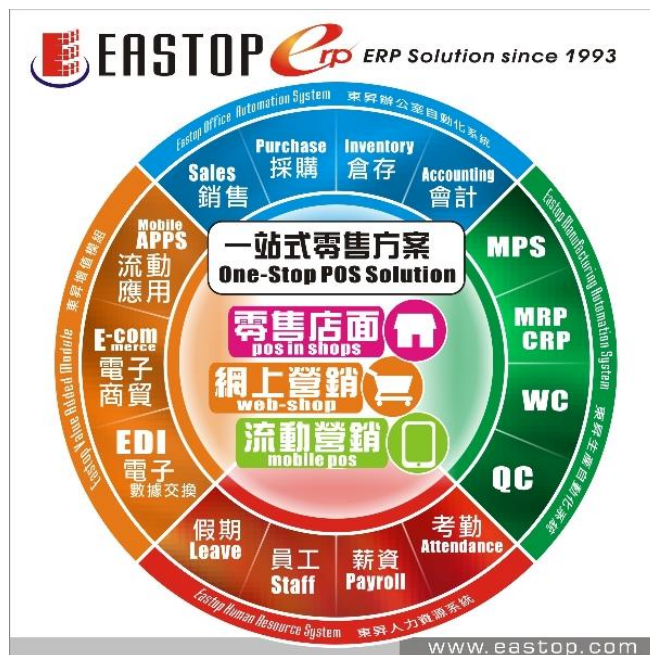 EASTOP erp ERP Solution since 1993
Eastop Office Automation System 東昇辦公室自動化系統
Sales
銷售
Purchase
採購
Inventory
倉存
Accounting
會計
Eastop Manufacturing Automation System 東昇生產自動化系統
MPS
MRP
CRP
WC
QC
Eastop Value Added Module 東昇增值模組
Mobile
APPS
流動
應用
E-com
merce
電子
商貿
EDI
電子
數據交換
一站式零售方案
One-Stop POS Solution
零售店面
pos in shops
網上營銷
web-shop
流動營銷
mobile pos
假期
Leave
員工
Staff
薪資
Payroll
考勤
Attendance
Eastop Human Resource System 東昇人力資源系統
www.eastop.com